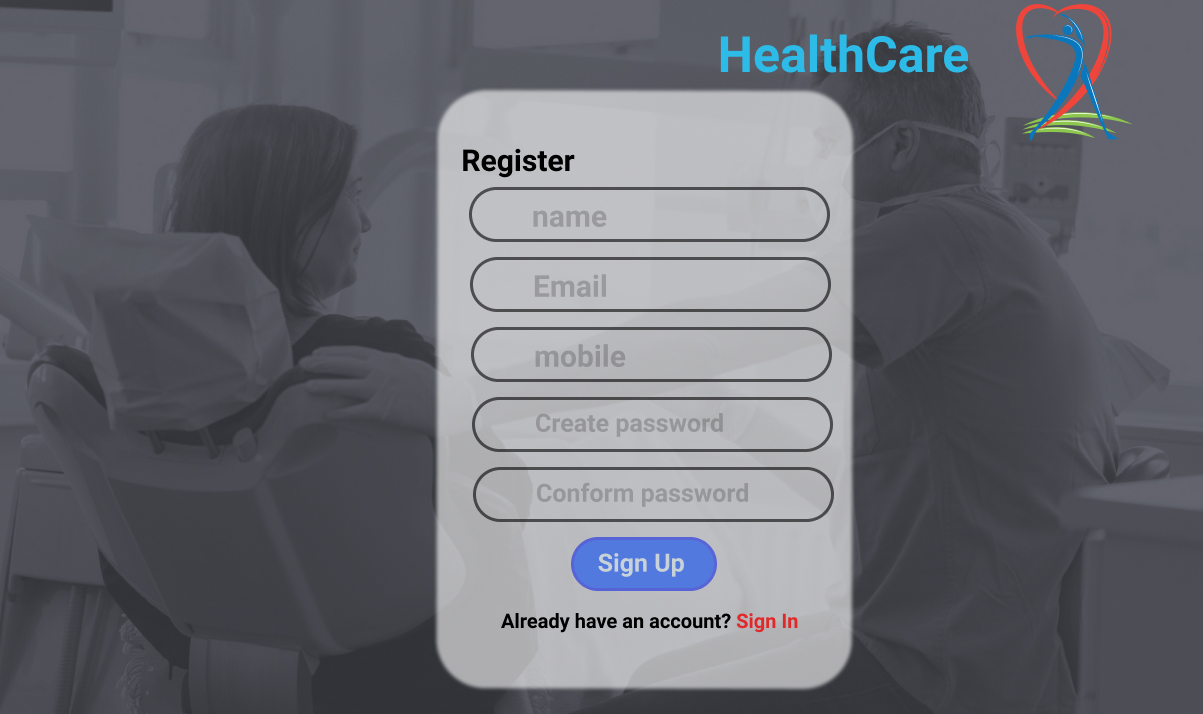 HealthCare
Register
name
Email
mobile
Create password
Conform password
Sign Up
Already have an account? Sign In